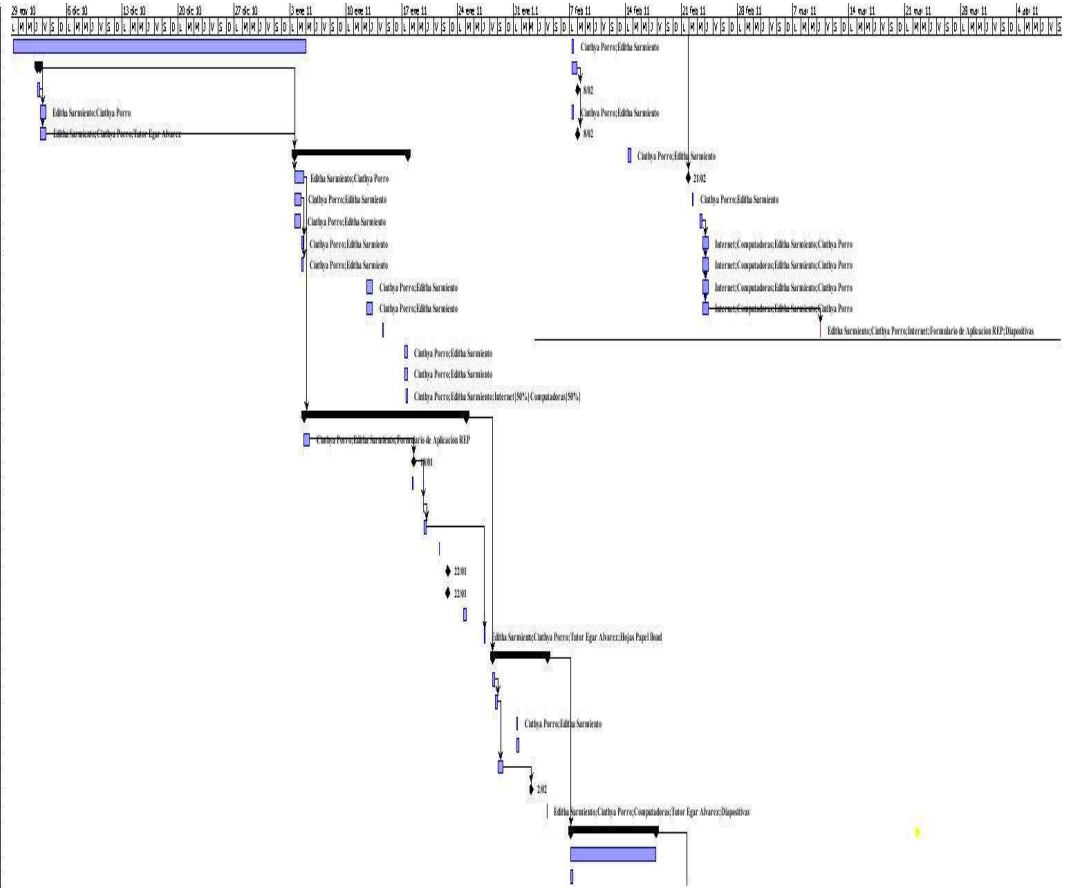 29 nov 10 6 dic 10 13 dic 10 20 dic 10 27 dic 10 3 ene 11 10 ene 11 17 ene 11 24 ene 11 31 ene 11 7 feb 11 14 feb 11 21 feb 11 28 feb 11 7 mar 11 14 mar 11 21 mar 11 28 mar 11 4 abr 11
L M M J V S D L M M J V S D L M M J V S D L M M J V S D L M M J V S D L M M J V S D L M M J V S D L M M J V S D L M M J V S D L M M J V S D L M M J V S D L M M J V S D L M M J V S D L M M J V S D L M M J V S D L M M J V S D L M M J V S D L M M J V S D L M M J V S
Editha Sarmiento;Cinthya Porro
Editha Sarmiento;Cinthya Porro;Tutor Egar Alvarez
Editha Sarmiento;Cinthya Porro
Cinthya Porro;Editha Sarmiento
Cinthya Porro;Editha Sarmiento
Cinthya Porro;Editha Sarmiento
Cinthya Porro;Editha Sarmiento
Cinthya Porro;Editha Sarmiento
Cinthya Porro;Editha Sarmiento
Cinthya Porro;Editha Sarmiento
Cinthya Porro;Editha Sarmiento
Cinthya Porro;Editha Sarmiento;Internet[50%];Computadoras[50%]
Cinthya Porro;Editha Sarmiento;Formulario de Aplicacion REP
22/01
22/01
Editha Sarmiento;Cinthya Porro;Tutor Egar Alvarez;Hojas Papel Bond
Cinthya Porro;Editha Sarmiento
2/02
Editha Sarmiento;Cinthya Porro;Computadoras;Tutor Egar Alvarez;Diapositivas
Cinthya Porro;Editha Sarmiento
8/02
Cinthya Porro;Editha Sarmiento
8/02
Cinthya Porro;Editha Sarmiento
21/02
Cinthya Porro;Editha Sarmiento
Internet;Computadoras;Editha Sarmiento;Cinthya Porro
Internet;Computadoras;Editha Sarmiento;Cinthya Porro
Internet;Computadoras;Editha Sarmiento;Cinthya Porro
Internet;Computadoras;Editha Sarmiento;Cinthya Porro
Editha Sarmiento;Cinthya Porro;Internet;Formulario de Aplicacion REP;Diapositivas